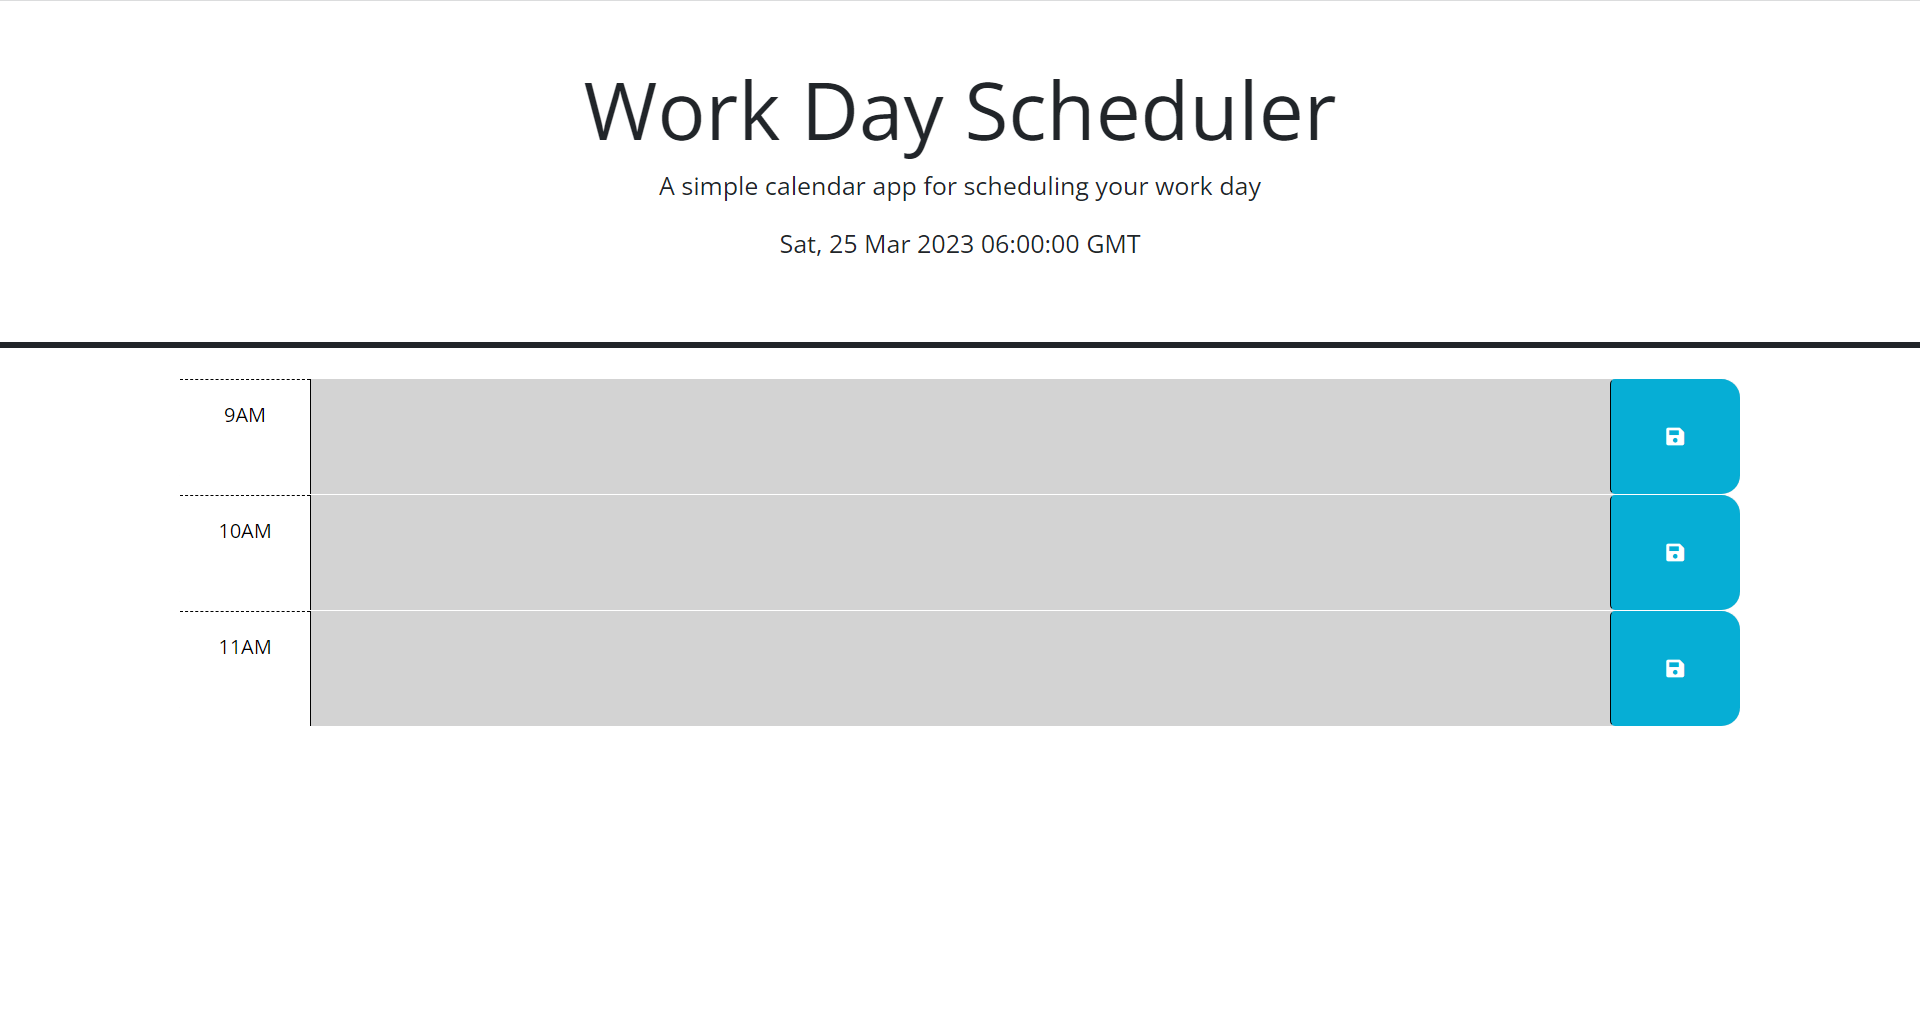 Work Day Scheduler
A simple calendar app for scheduling your work day
Sat, 25 Mar 2023 06:00:00 GMT
9AM
10AM
11AM